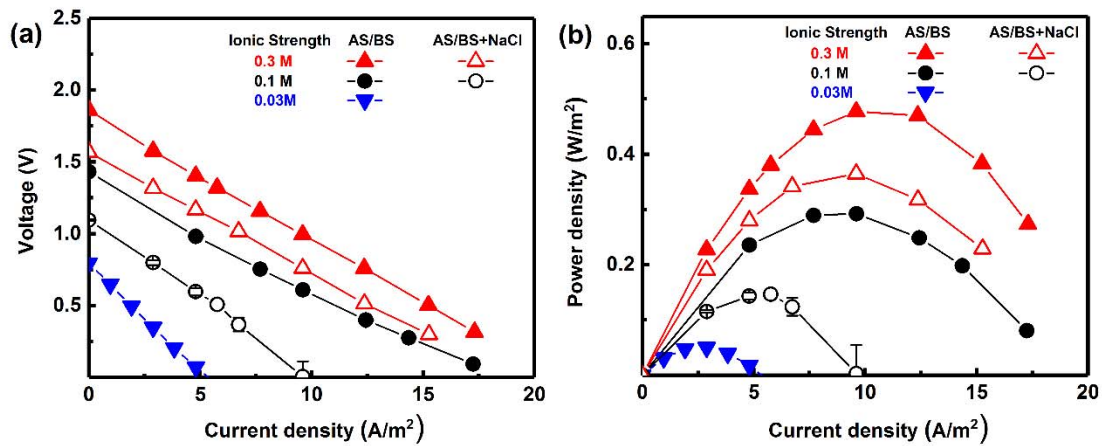 (a)
Ionic Strength AS/BS AS/BS+NaCl
0.3 M
0.1 M
0.03M
2.5
2.0
1.5
1.0
0.5
0 5 10 15 20
Voltage (V)
Current density (A/m²)
(b)
Ionic Strength AS/BS AS/BS+NaCl
0.3 M
0.1 M
0.03M
0.6
0.4
0.2
0 5 10 15 20
Power density (W/m²)
Current density (A/m²)